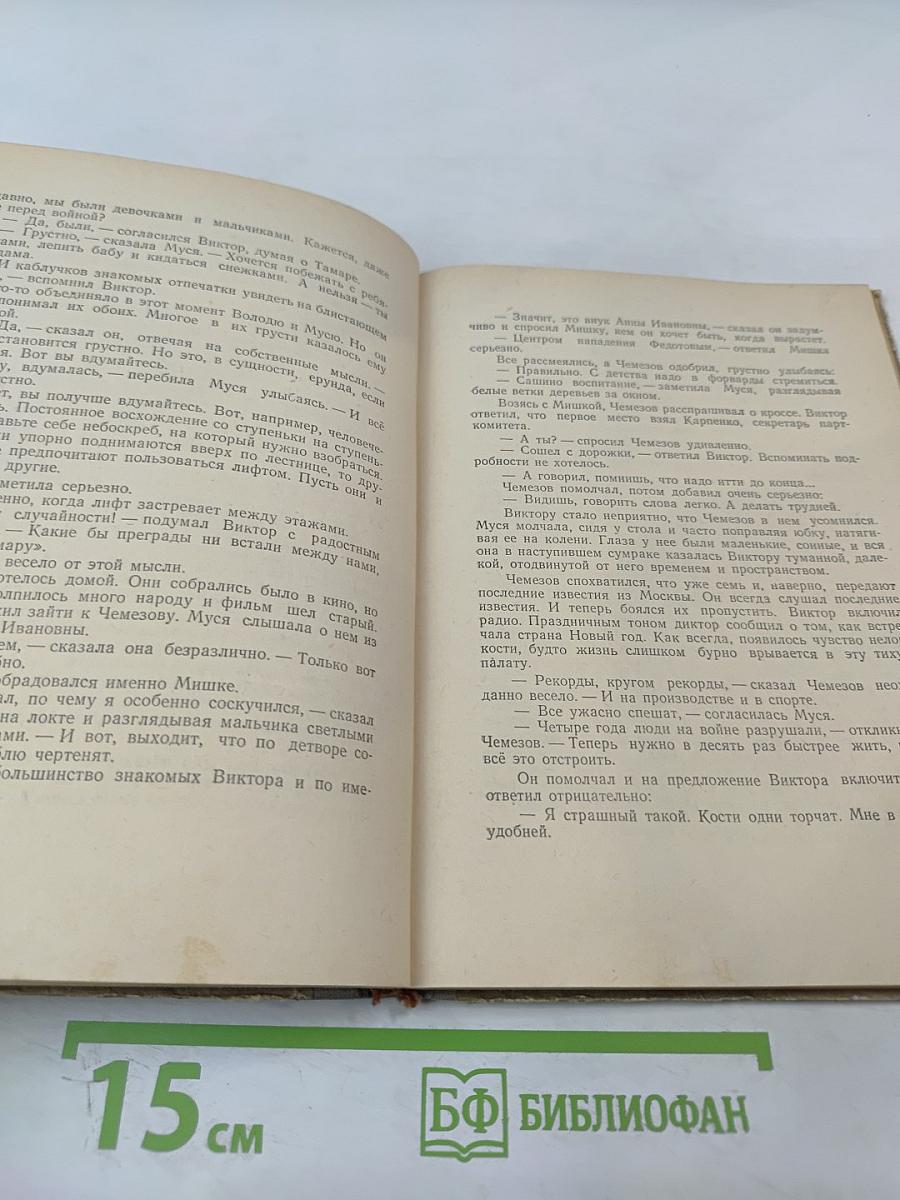 давно, мы были девочками и мальчиками. Кажется, даже
перед войной?
— Да, были, — согласился Виктор, думая о Тамаре.
— Грустно, — сказала Муся. — Хочется побежать с ребя-
ами, лепить бабу и кидаться снежками. А нельзя — ты
дама.
И каблучков знакомых отпечатки увидеть на блистающем
, — вспомнил Виктор.
то-то объединяло в этот момент Володю и Мусю. Но он
понимал их обоих. Многое в их грусти казалось ему
ой.
Да, — сказал он, отвечая на собственные мысли. —
становится грустно. Но это, в сущности, ерунда, если
я. Вот вы вдумайтесь.
у, вдумалась, — перебила Муся улыбаясь. — И всё
устно.
ет, вы получше вдумайтесь. Вот, например, человече-
ь. Постоянное восхождение со ступеньки на ступень-
авьте себе небоскреб, на который нужно взобраться.
и упорно поднимаются вверх по лестнице, то дру-
е предпочитают пользоваться лифтом. Пусть они и
другие.
метила серьезно.
енно, когда лифт застревает между этажами.
случайности! — подумал Виктор с радостным
— Какие бы преграды ни встали между нами,
мару».
весело от этой мысли.
отелось домой. Они собрались было в кино, но
олпилось много народу и фильм шел старый.
жил зайти к Чемезову. Муся слышала о нем из
Ивановны.
ем, — сказала она безразлично. — Только вот
бно.
обрадовался именно Мишке.
ал, по чему я особенно соскучился, — сказал
на локте и разглядывая мальчика светлыми
ами. — И вот, выходит, что по детворе со-
блю чертенят.
большинство знакомых Виктора и по име-
— Значит, это внук Анны Ивановны, — сказал он задум-
чиво и спросил Мишку, кем он хочет быть, когда вырастет.
— Центром нападения Федотовым, — ответил Мишка
серьезно.
Все рассмеялись, а Чемезов одобрил, грустно улыбаясь:
— Правильно. С детства надо в форварды стремиться.
— Сашино воспитание, — заметила Муся, разглядывая
белые ветки деревьев за окном.
Возясь с Мишкой, Чемезов расспрашивал о кроссе. Виктор
ответил, что первое место взял Карпенко, секретарь парт-
комитета.
— А ты? — спросил Чемезов удивленно.
— Сошел с дорожки, — ответил Виктор. Вспоминать под-
робности не хотелось.
— А говорил, помнишь, что надо итти до конца...
Чемезов помолчал, потом добавил очень серьезно:
— Видишь, говорить слова легко. А делать трудней.
Виктору стало неприятно, что Чемезов в нем усомнился.
Муся молчала, сидя у стола и часто поправляя юбку, натяги-
вая ее на колени. Глаза у нее были маленькие, сонные, и вся
она в наступившем сумраке казалась Виктору туманной, дале-
кой, отодвинутой от него временем и пространством.
Чемезов спохватился, что уже семь и, наверно, передают
последние известия из Москвы. Он всегда слушал последние
известия. И теперь боялся их пропустить. Виктор включил
радио. Праздничным тоном диктор сообщил о том, как встре
чала страна Новый год. Как всегда, появилось чувство нело
кости, будто жизнь слишком бурно врывается в эту тиху
палату.
— Рекорды, кругом рекорды, — сказал Чемезов неож
данно весело. — И на производстве и в спорте.
— Все ужасно спешат, — согласилась Муся.
— Четыре года люди на войне разрушали, — откликн
Чемезов. — Теперь нужно в десять раз быстрее жить,
всё это отстроить.
Он помолчал и на предложение Виктора включит
ответил отрицательно:
— Я страшный такой. Кости одни торчат. Мне в
удобней.
15 см
БФ БИБЛИОФАН